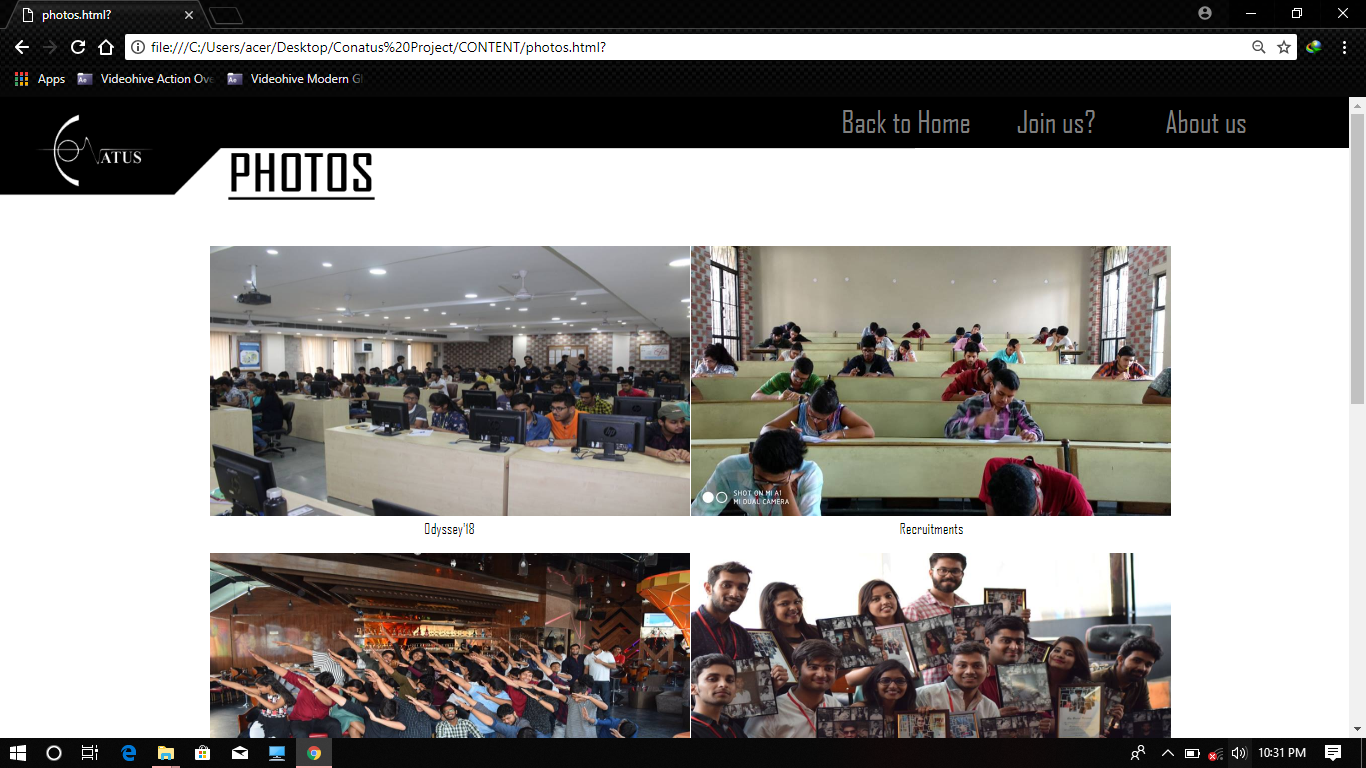 photos.html?
file:///C:/Users/acer/Desktop/Conatus%20Project/CONTENT/photos.html?
Apps
Videohive Action Ove
Videohive Modern Gl
ATUS
Back to Home
Join us?
About us
PHOTOS
SHOT ON MI A1
MI DUAL CAMERA
Odyssey'18
Recruitments
10:31 PM